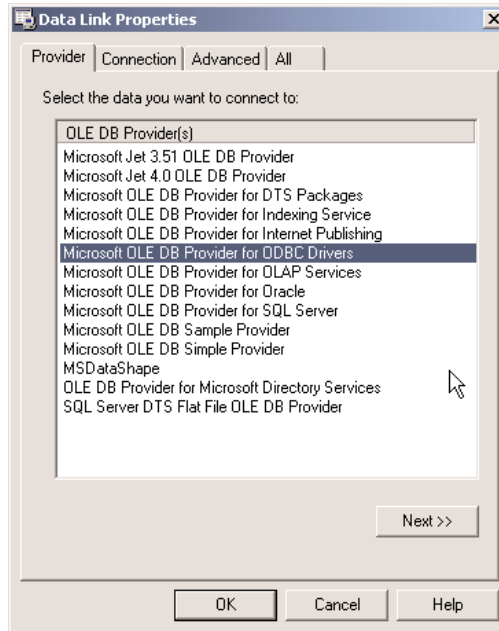 Data Link Properties
Provider Connection Advanced All
Select the data you want to connect to:
OLE DB Provider(s)
Microsoft Jet 3.51 OLE DB Provider
Microsoft Jet 4.0 OLE DB Provider
Microsoft OLE DB Provider for DTS Packages
Microsoft OLE DB Provider for Indexing Service
Microsoft OLE DB Provider for Internet Publishing
Microsoft OLE DB Provider for ODBC Drivers
Microsoft OLE DB Provider for OLAP Services
Microsoft OLE DB Provider for Oracle
Microsoft OLE DB Provider for SQL Server
Microsoft OLE DB Sample Provider
Microsoft OLE DB Simple Provider
MSDataShape
OLE DB Provider for Microsoft Directory Services
SQL Server DTS Flat File OLE DB Provider
Next >>
OK Cancel Help